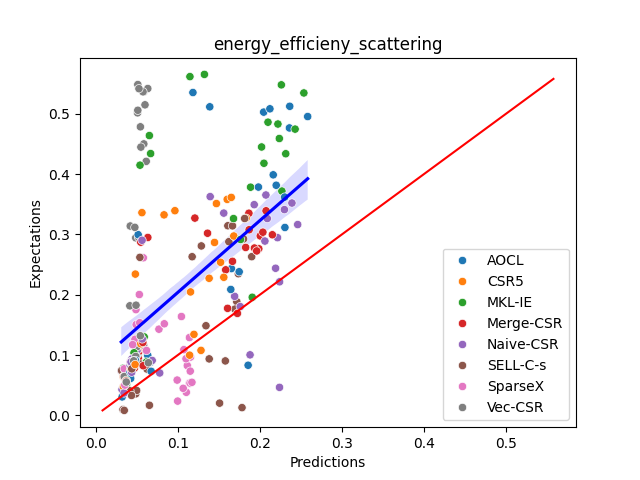 energy_efficieny_scattering
Expectations
0.5
0.4
0.3
0.2
0.1
0.0
0.0 0.1 0.2 0.3 0.4 0.5
Predictions
AOCL
CSR5
MKL-IE
Merge-CSR
Naive-CSR
SELL-C-s
SparseX
Vec-CSR